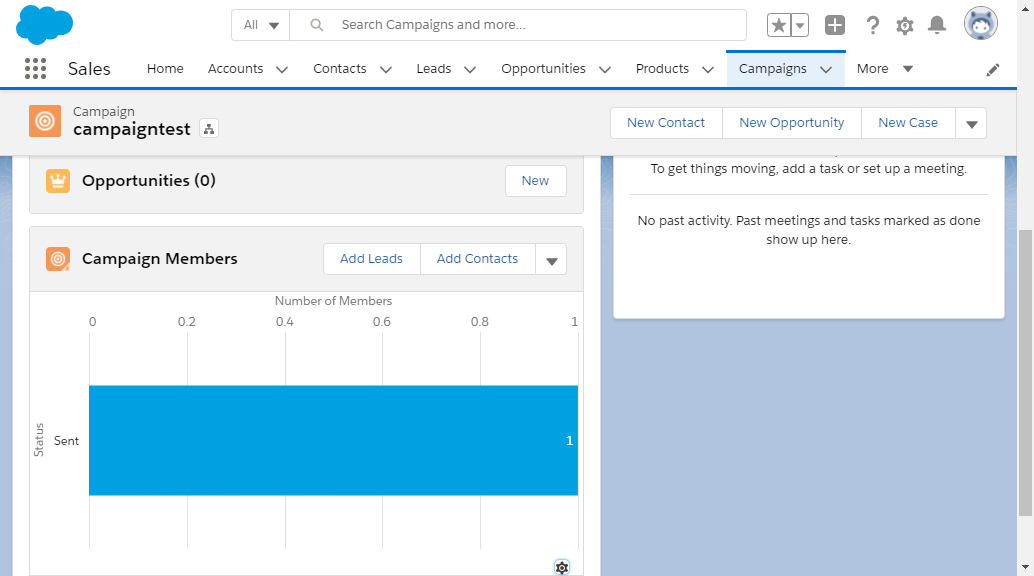 All
Search Campaigns and more...
Sales
Home Accounts Contacts Leads Opportunities Products Campaigns More
Campaign
campaigntest
New Contact New Opportunity New Case
Opportunities (0)
New
Campaign Members
Add Leads Add Contacts
Number of Members
0 0.2 0.4 0.6 0.8 1
Status
Sent
1
To get things moving, add a task or set up a meeting.
No past activity. Past meetings and tasks marked as done
show up here.